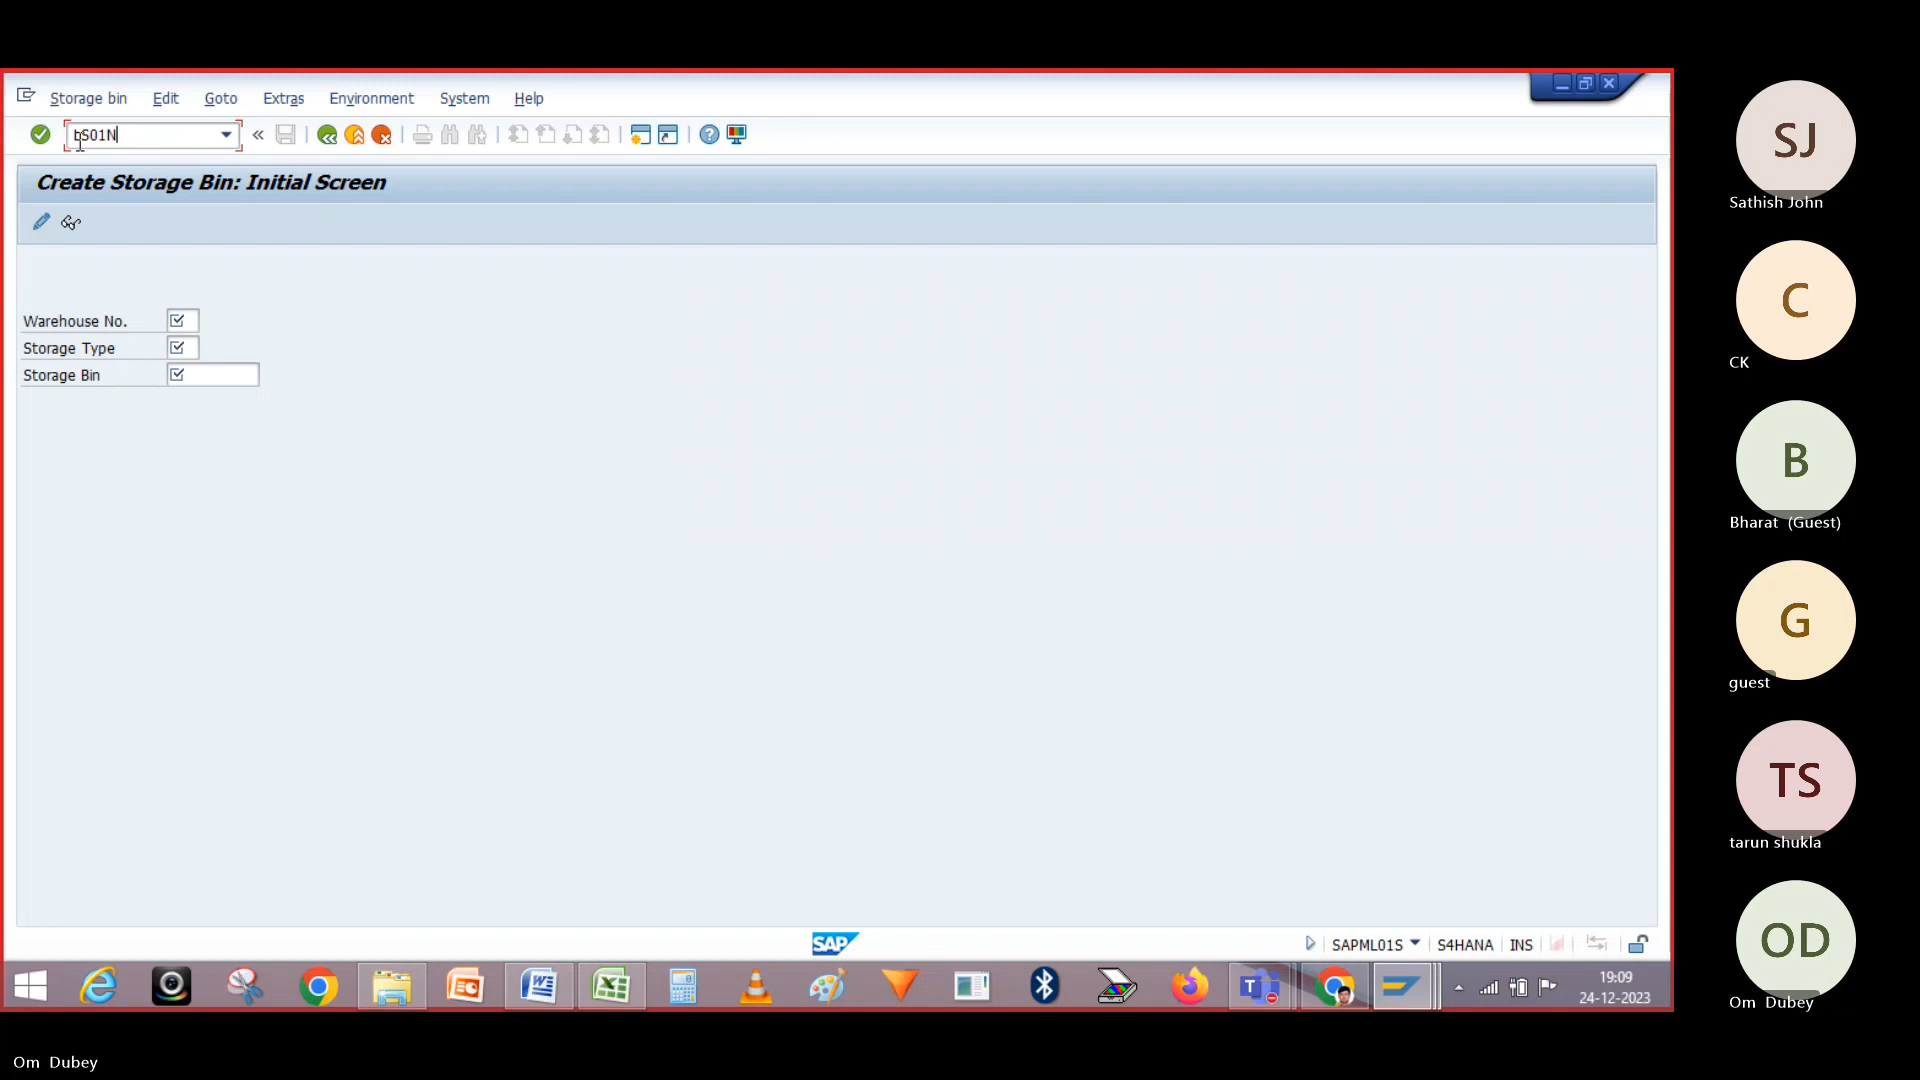 Storage bin Edit Goto Extras Environment System Help
Create Storage Bin: Initial Screen
Warehouse No.
Storage Type
Storage Bin
SAP
SAPML01S S4HANA INS
19:09
24-12-2023
SJ
Sathish John
C
CK
B
Bharat (Guest)
G
guest
TS
tarun shukla
OD
Om Dubey
Om Dubey